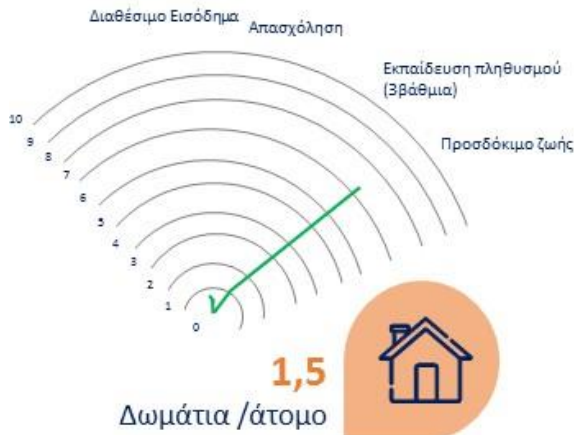 Διαθέσιμο Εισόδημα
Απασχόληση
Εκπαίδευση πληθυσμού
(3βάθμια)
Προσδόκιμο ζωής
10
9
8
7
6
5
4
3
2
1
0
1,5
Δωμάτια /άτομο